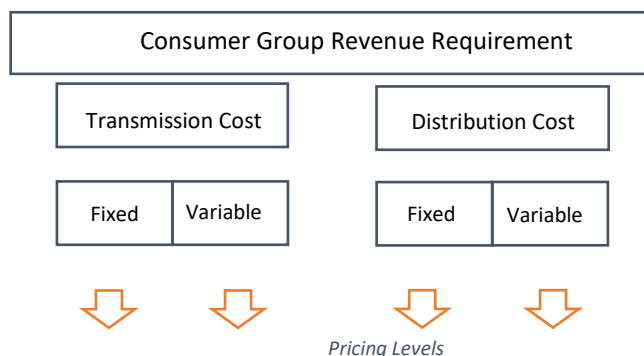 Consumer Group Revenue Requirement
Transmission Cost
Distribution Cost
Fixed
Variable
Fixed
Variable
Pricing Levels